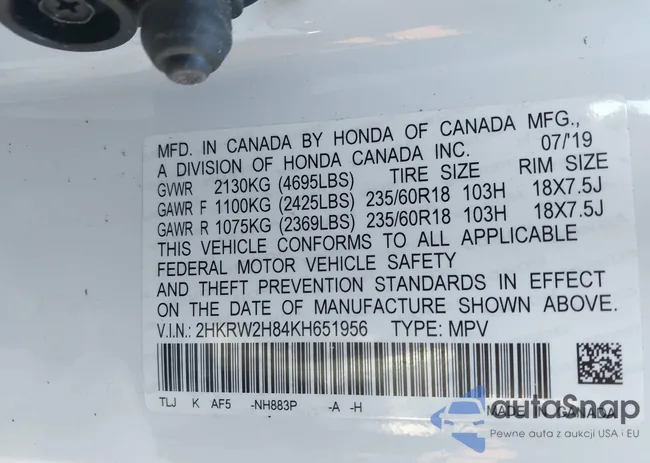 MFD. IN CANADA BY HONDA OF CANADA MFG.,
A DIVISION OF HONDA CANADA INC. 07/'19
GVWR 2130KG (4695LBS) TIRE SIZE RIM SIZE
GAWR F 1100KG (2425LBS) 235/60R18 103H 18X7.5J
GAWR R 1075KG (2369LBS) 235/60R18 103H 18X7.5J
THIS VEHICLE CONFORMS TO ALL APPLICABLE
FEDERAL MOTOR VEHICLE SAFETY
AND THEFT PREVENTION STANDARDS IN EFFECT
ON THE DATE OF MANUFACTURE SHOWN ABOVE.
V.I.N.: 2HKRW2H84KH651956 TYPE: MPV
TLJ K AF5 -NH883P -A -H
MADE IN CANADA
autoSnap
Pewne auta z aukcji USA i EU